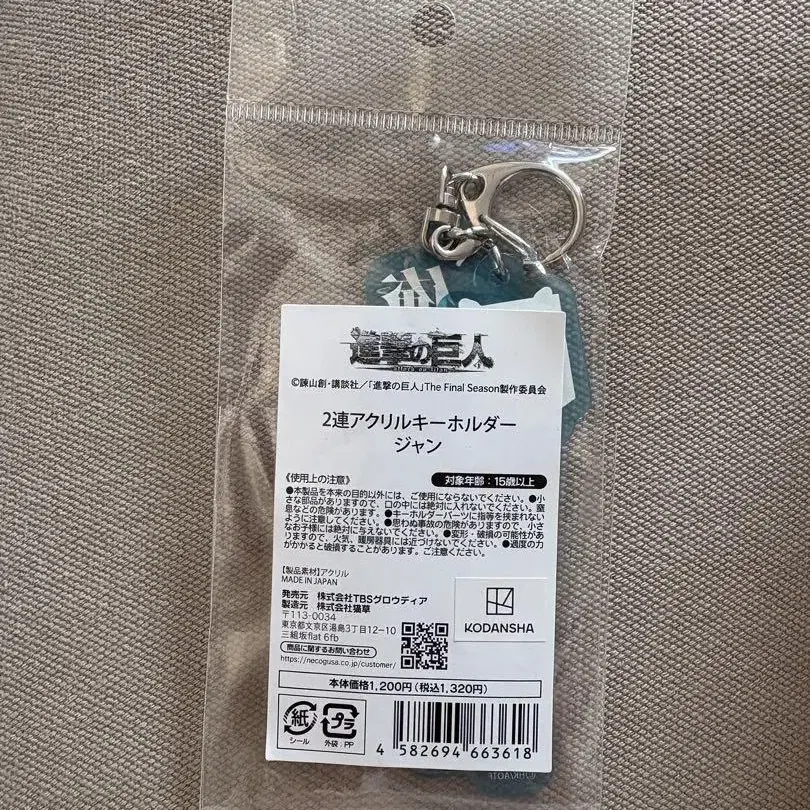 進撃の巨人
attack on titan
©諫山創・講談社／「進撃の巨人」The Final Season製作委員会
2連アクリルキーホルダー
ジャン
《使用上の注意》
対象年齢：15歳以上
●本製品を本来の目的以外には、ご使用にならないでください。●小
さな部品がありますので、口の中には絶対に入れないでください。窒
息などの危険があります。●キーホルダーパーツに指等を挟まれない
ように注意してください。●思わぬ事故の危険がありますので、小さ
なお子様には絶対に与えないでください。●変形・破損の可能性があ
りますので、火気、暖房器具には近づけないでください。●過度の力
がかかると破損することがあります。ご注意ください。
【製品素材】アクリル
MADE IN JAPAN
発売元 株式会社TBSグロウディア
製造元 株式会社猫草
〒113-0034
東京都文京区湯島3丁目12-10
三組坂flat 6fb
商品に関するお問い合わせ
https://necogusa.co.jp/customer/
KODANSHA
本体価格1,200円（税込1,320円）
紙
シール
プラ
外袋：PP
4 582694 663618